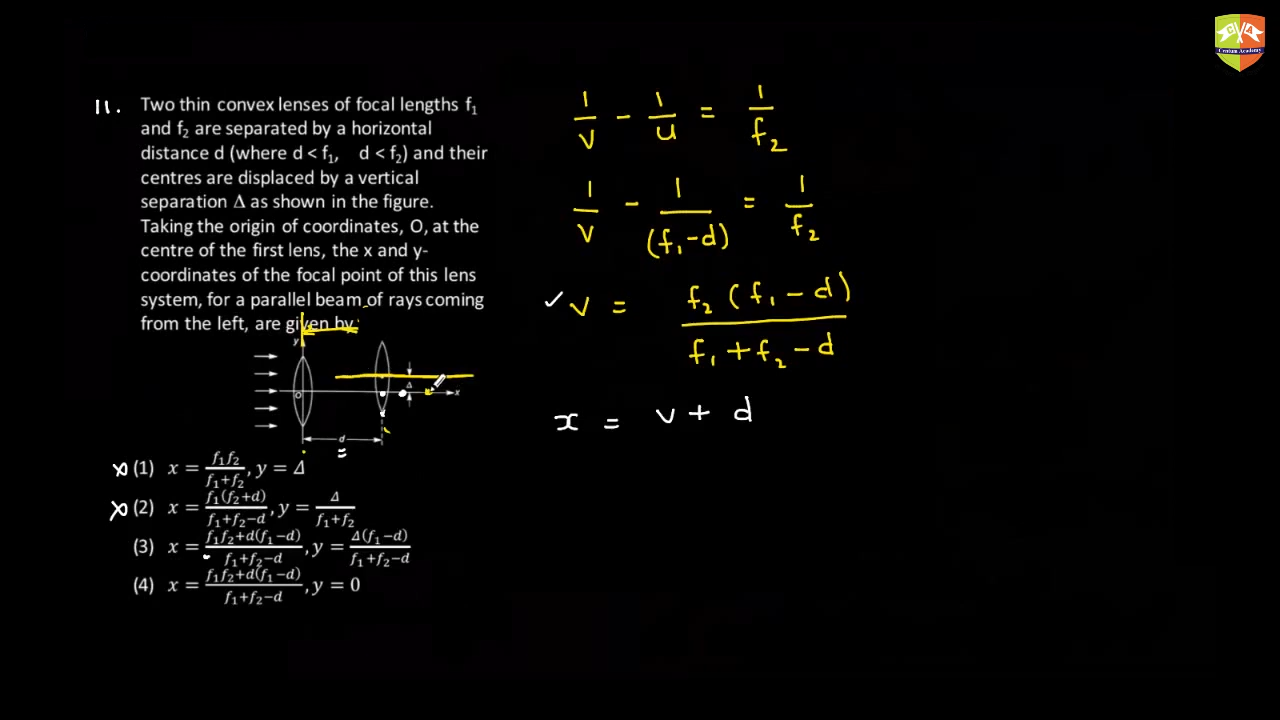 Centum Academy
11. Two thin convex lenses of focal lengths f₁
and f₂ are separated by a horizontal
distance d (where d < f₁, d < f₂) and their
centres are displaced by a vertical
separation Δ as shown in the figure.
Taking the origin of coordinates, O, at the
centre of the first lens, the x and y-
coordinates of the focal point of this lens
system, for a parallel beam of rays coming
from the left, are given by
y
O
Δ
x
d
=
(1) x = f₁f₂/(f₁+f₂), y = Δ
(2) x = f₁(f₂+d)/(f₁+f₂−d), y = Δ/(f₁+f₂)
(3) x = (f₁f₂+d(f₁−d))/(f₁+f₂−d), y = Δ(f₁−d)/(f₁+f₂−d)
(4) x = (f₁f₂+d(f₁−d))/(f₁+f₂−d), y = 0
1/v − 1/u = 1/f₂
1/v − 1/(f₁−d) = 1/f₂
✓ v = f₂(f₁−d)/(f₁+f₂−d)
x = v + d